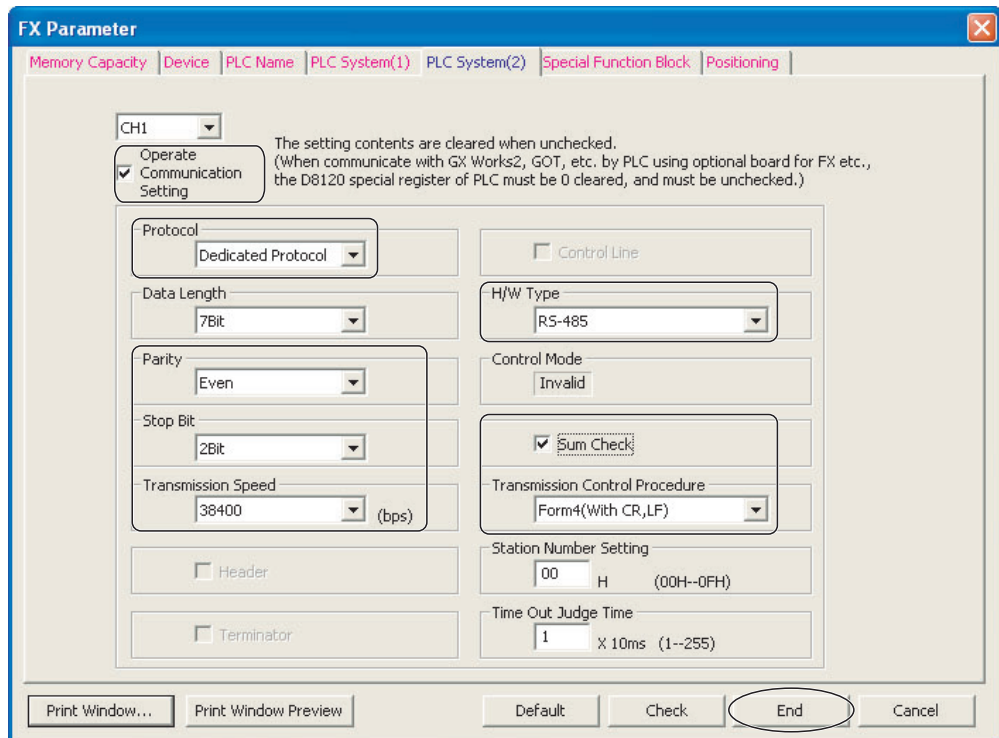 FX Parameter
Memory Capacity Device PLC Name PLC System(1) PLC System(2) Special Function Block Positioning
CH1
Operate
Communication
Setting
The setting contents are cleared when unchecked.
(When communicate with GX Works2, GOT, etc. by PLC using optional board for FX etc.,
the D8120 special register of PLC must be 0 cleared, and must be unchecked.)
Protocol
Dedicated Protocol
Control Line
Data Length
7Bit
H/W Type
RS-485
Parity
Even
Control Mode
Invalid
Stop Bit
2Bit
Sum Check
Transmission Speed
38400 (bps)
Transmission Control Procedure
Form4(With CR,LF)
Header
Station Number Setting
00 H (00H--0FH)
Terminator
Time Out Judge Time
1 X 10ms (1--255)
Print Window... Print Window Preview Default Check End Cancel